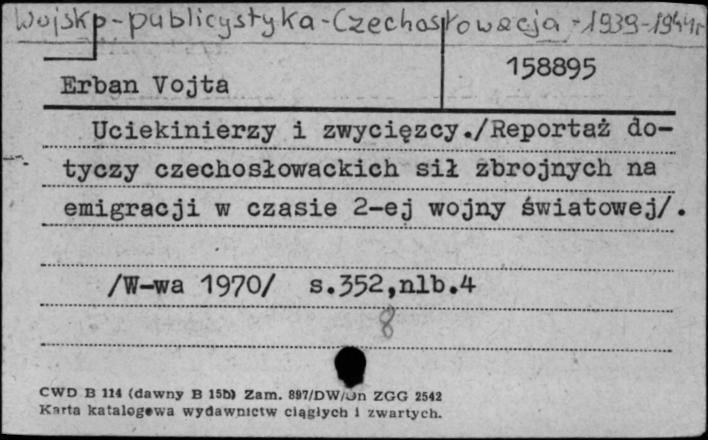 Wojsko-publicystyka-Czechosłowacja-1939-1944r
158895
Erban Vojta
Uciekinierzy i zwycięzcy./Reportaż do-
tyczy czechosłowackich sił zbrojnych na
emigracji w czasie 2-ej wojny światowej/.
/W-wa 1970/ s.352,nlb.4
8
CWD B 114 (dawny B 15b) Zam. 897/DW/Dn ZGG 2542
Karta katalogowa wydawnictw ciągłych i zwartych.